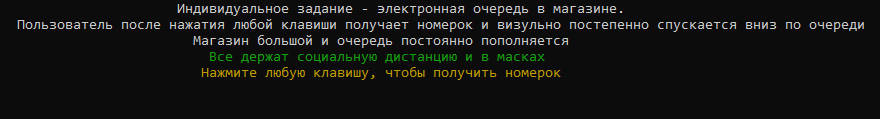 Индивидуальное задание - электронная очередь в магазине.
Пользователь после нажатия любой клавиши получает номерок и визульно постепенно спускается вниз по очереди
Магазин большой и очередь постоянно пополняется
Все держат социальную дистанцию и в масках
Нажмите любую клавишу, чтобы получить номерок